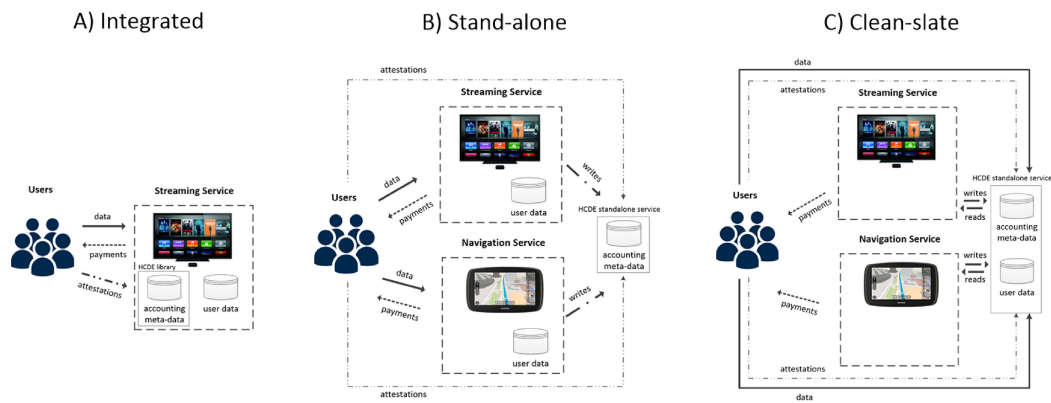 A) Integrated
Users
Streaming Service
data
payments
attestations
HCDE library
accounting
meta-data
user data
B) Stand-alone
attestations
Streaming Service
Users
data
payments
user data
writes
HCDE standalone service
accounting
meta-data
Navigation Service
data
payments
writes
user data
attestations
C) Clean-slate
data
attestations
Streaming Service
HCDE standalone service
Users
payments
writes
reads
accounting
meta-data
Navigation Service
writes
reads
payments
user data
attestations
data